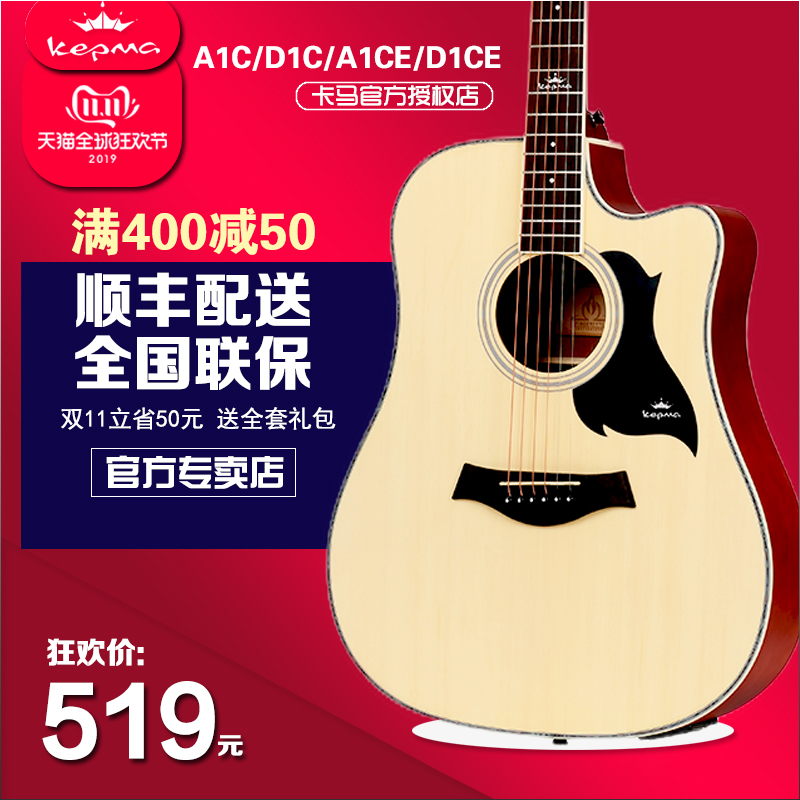 kepma
A1C/D1C/A1CE/D1CE
卡马官方授权店
11.11
天猫全球狂欢节
2019
满400减50
顺丰配送
全国联保
双11立省50元 送全套礼包
官方专卖店
狂欢价:
519元
kepma
kepma